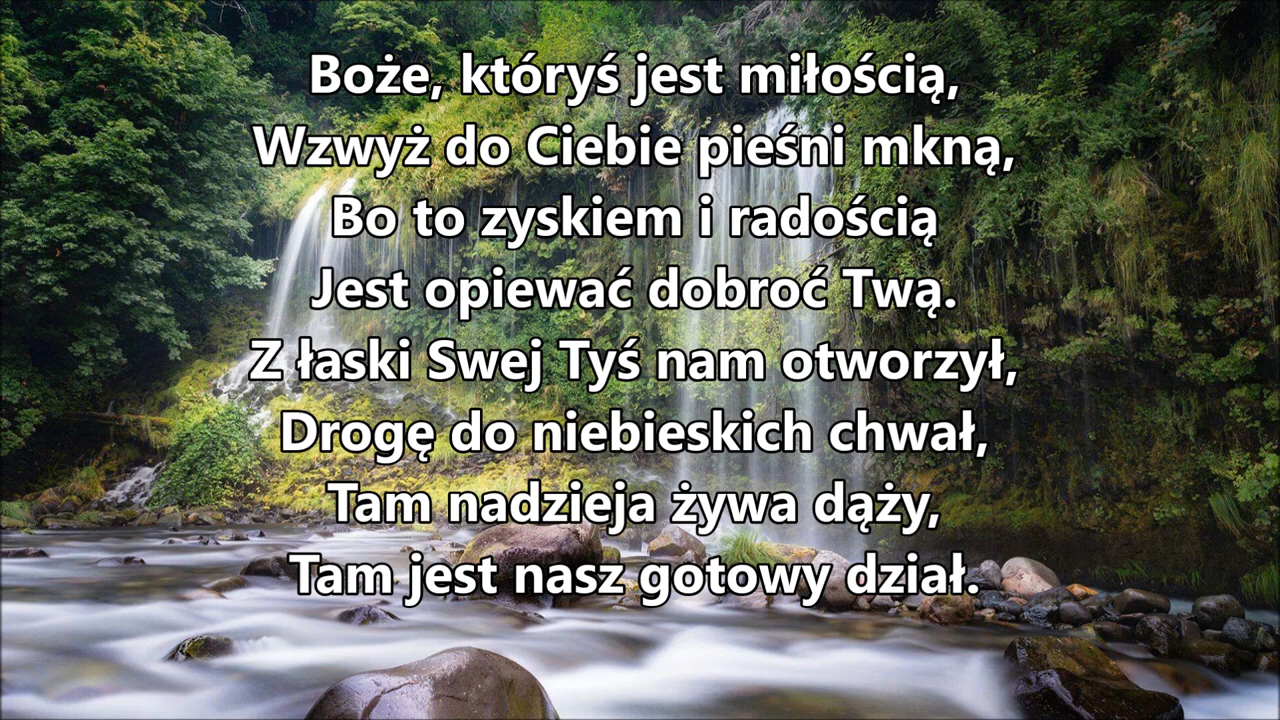 Boże, któryś jest miłością,
Wzwyż do Ciebie pieśni mkną,
Bo to zyskiem i radością
Jest opiewać dobroć Twą.
Z łaski Swej Tyś nam otworzył,
Drogę do niebieskich chwał,
Tam nadzieja żywa dąży,
Tam jest nasz gotowy dział.